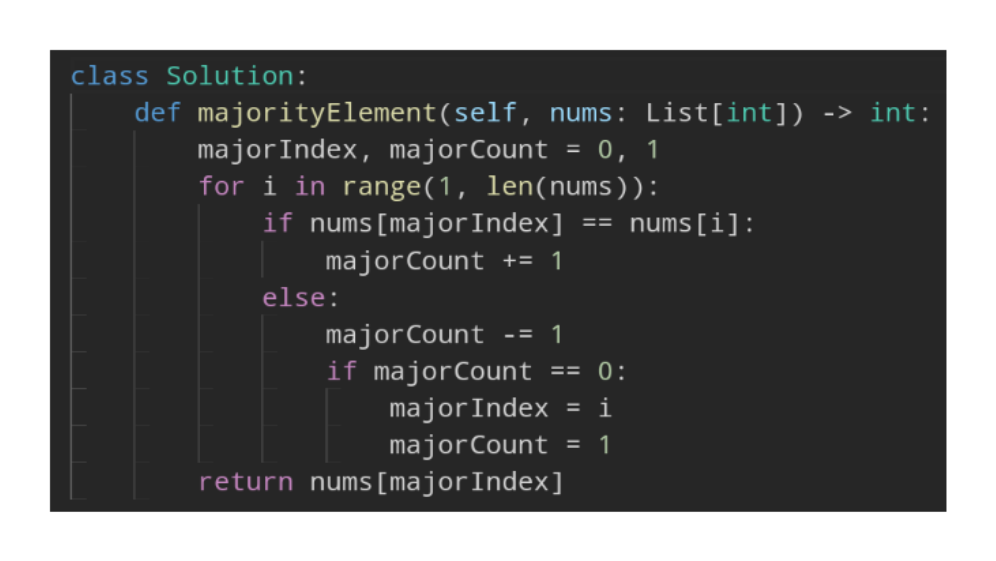 class Solution:
    def majorityElement(self, nums: List[int]) -> int:
        majorIndex, majorCount = 0, 1
        for i in range(1, len(nums)):
            if nums[majorIndex] == nums[i]:
                majorCount += 1
            else:
                majorCount -= 1
                if majorCount == 0:
                    majorIndex = i
                    majorCount = 1
        return nums[majorIndex]